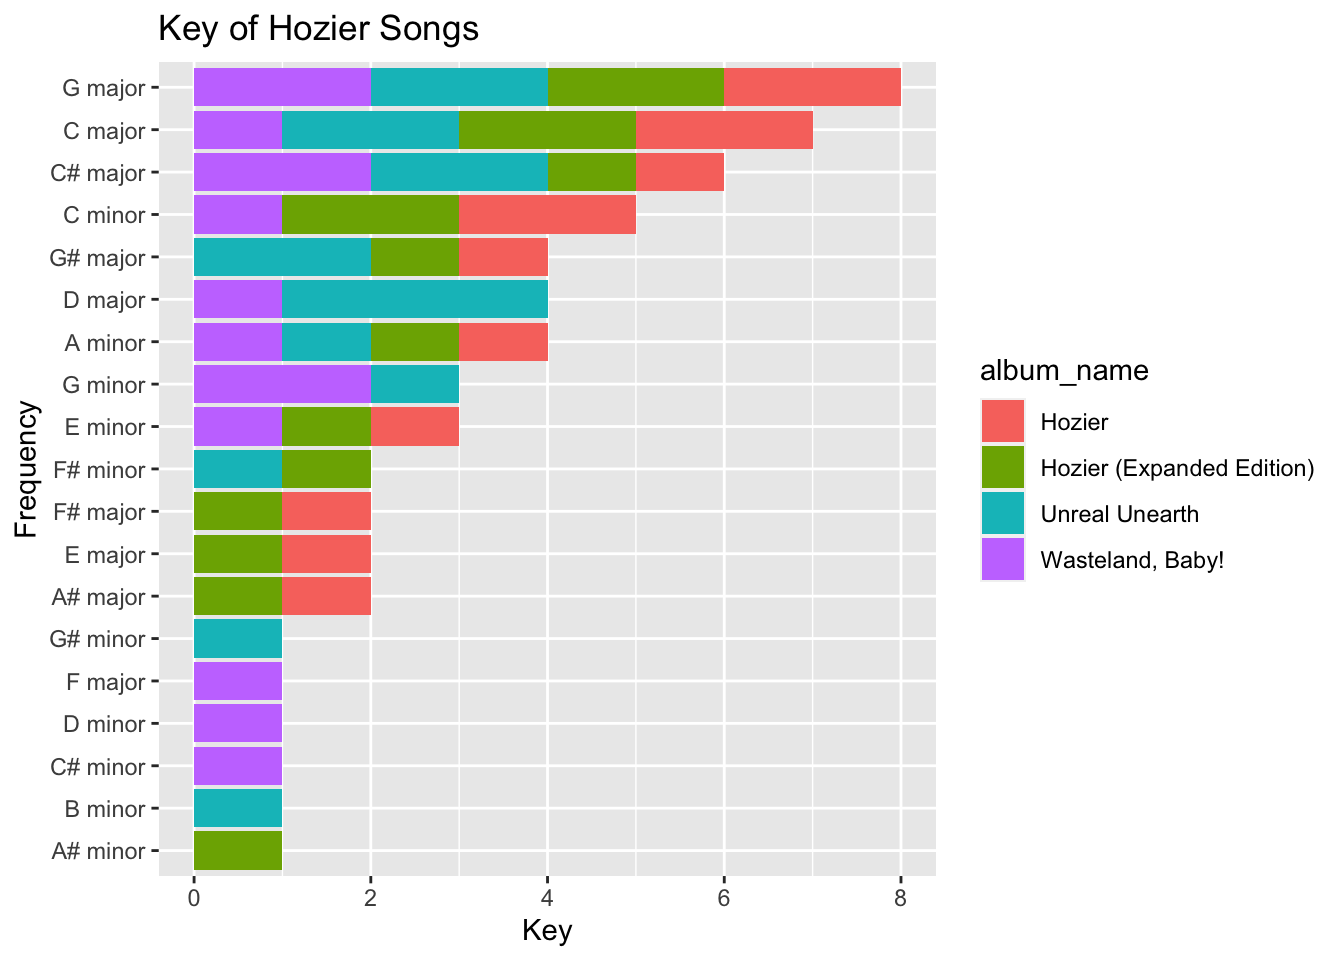 Key of Hozier Songs
G major
C major
C# major
C minor
G# major
D major
A minor
G minor
E minor
F# minor
F# major
E major
A# major
G# minor
F major
D minor
C# minor
B minor
A# minor
Frequency
0 2 4 6 8
Key
album_name
Hozier
Hozier (Expanded Edition)
Unreal Unearth
Wasteland, Baby!